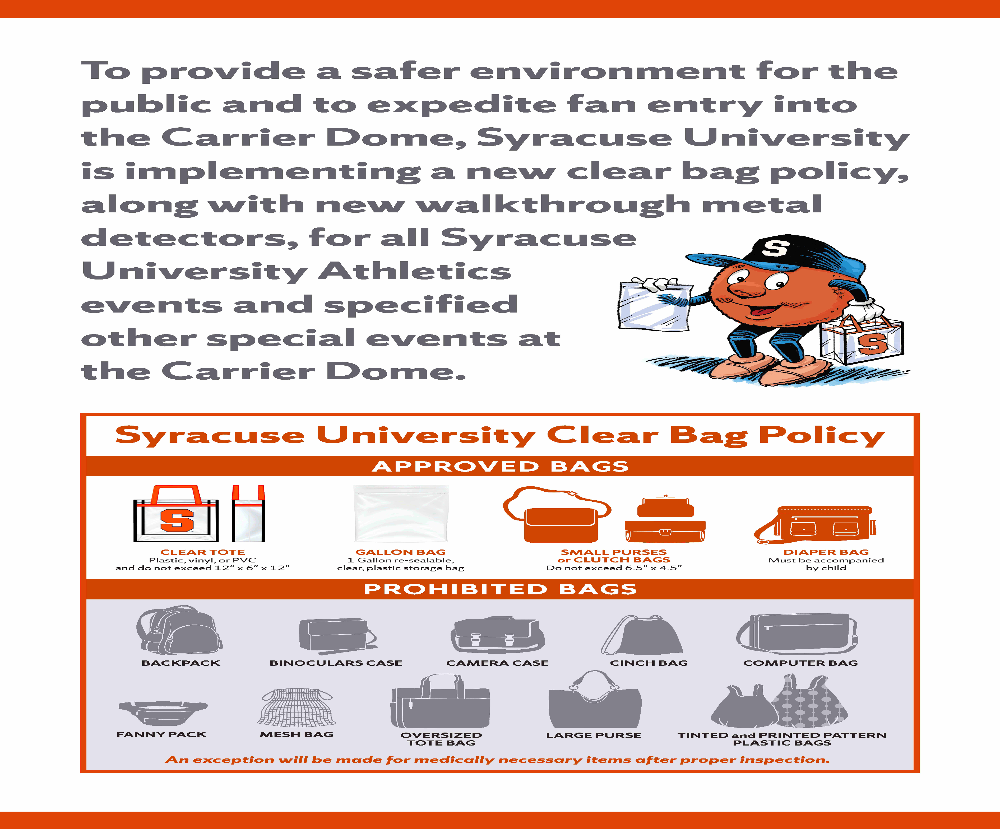 To provide a safer environment for the
public and to expedite fan entry into
the Carrier Dome, Syracuse University
is implementing a new clear bag policy,
along with new walkthrough metal
detectors, for all Syracuse
University Athletics
events and specified
other special events at
the Carrier Dome.
S
S
Syracuse University Clear Bag Policy
APPROVED BAGS
S
CLEAR TOTE
Plastic, vinyl, or PVC
and do not exceed 12" x 6" x 12"
GALLON BAG
1 Gallon re-sealable,
clear, plastic storage bag
SMALL PURSES
or CLUTCH BAGS
Do not exceed 6.5" x 4.5"
DIAPER BAG
Must be accompanied
by child
PROHIBITED BAGS
BACKPACK
BINOCULARS CASE
CAMERA CASE
CINCH BAG
COMPUTER BAG
FANNY PACK
MESH BAG
OVERSIZED
TOTE BAG
LARGE PURSE
TINTED and PRINTED PATTERN
PLASTIC BAGS
An exception will be made for medically necessary items after proper inspection.